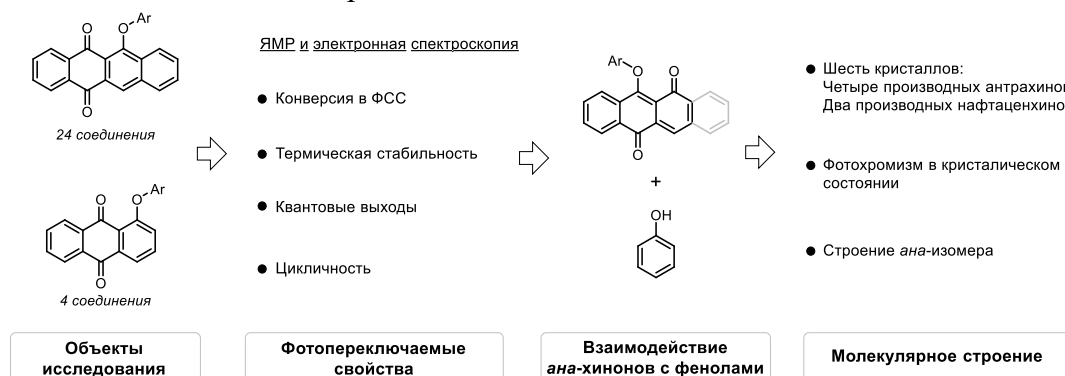 O Ar
O
O
24 соединения
O Ar
O
O
4 соединения
ЯМР и электронная спектроскопия
Конверсия в ФСС
Термическая стабильность
Квантовые выходы
Цикличность
Ar O O
O
+
OH
Шесть кристаллов:
Четыре производных антрахинон
Два производных нафтаценхино
Фотохромизм в кристалическом
состоянии
Строение ана-изомера
Объекты
исследования
Фотопереключаемые
свойства
Взаимодействие
ана-хинонов с фенолами
Молекулярное строение